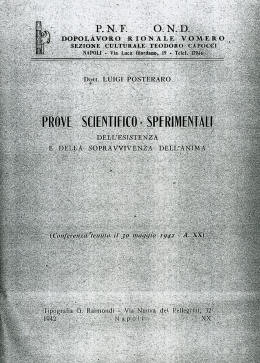 P.N.F. O.N.D.
DOPOLAVORO RIONALE VOMERO
SEZIONE CULTURALE TEODORO CAPOCCI
NAPOLI - Via Luca Giordano, 19 - Telef.
Dott. LUIGI POSTERARO
PROVE SCIENTIFICO - SPERIMENTALI
DELL'ESISTENZA
E DELLA SOPRAVVIVENZA DELL'ANIMA
(Conferenza tenuta il 30 maggio 1942 - A. XX)
Tipografia G. Raimondi - Via Nuova dei Pellegrini, 32
1942 Napoli XX